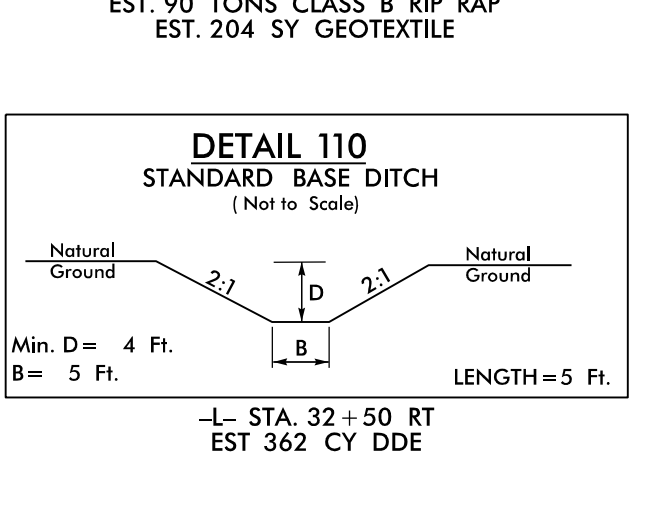 EST. 90 TONS CLASS B RIP RAP
EST. 204 SY GEOTEXTILE
DETAIL 110
STANDARD BASE DITCH
( Not to Scale)
Natural
Ground
2:1
D
2:1
Natural
Ground
Min. D= 4 Ft.
B
B= 5 Ft.
LENGTH=5 Ft.
–L– STA. 32+50 RT
EST 362 CY DDE